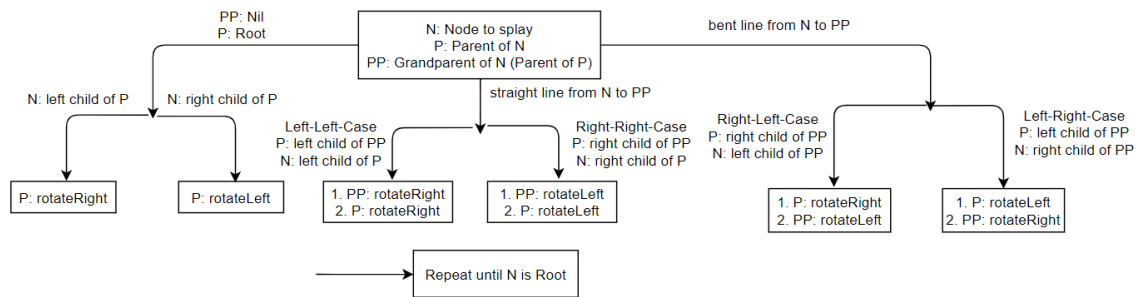 PP: Nil
P: Root
N: Node to splay
P: Parent of N
PP: Grandparent of N (Parent of P)
bent line from N to PP
N: left child of P
N: right child of P
straight line from N to PP
Left-Left-Case
P: left child of PP
N: left child of P
Right-Right-Case
P: right child of PP
N: right child of P
Right-Left-Case
P: right child of PP
N: left child of PP
Left-Right-Case
P: left child of PP
N: right child of PP
P: rotateRight
P: rotateLeft
1. PP: rotateRight
2. P: rotateRight
1. PP: rotateLeft
2. P: rotateLeft
1. P: rotateRight
2. PP: rotateLeft
1. P: rotateLeft
2. PP: rotateRight
Repeat until N is Root